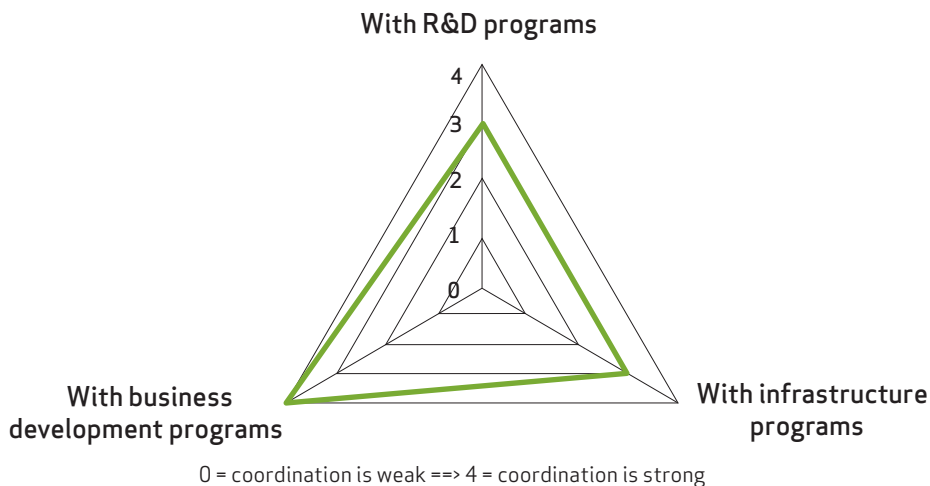 With R&D programs
4
3
2
1
0
With business
development programs
With infrastructure
programs
0 = coordination is weak ==> 4 = coordination is strong